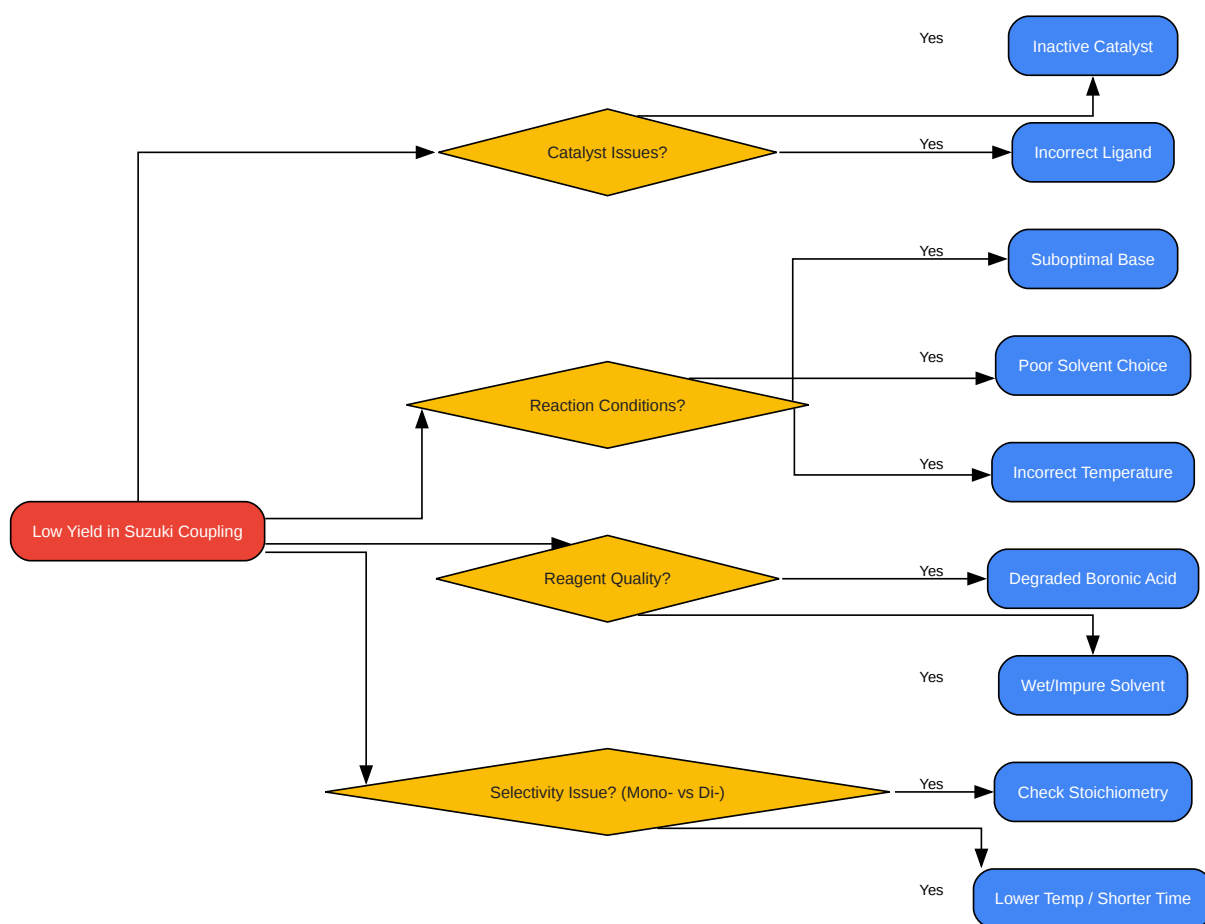 Yes
Inactive Catalyst
Catalyst Issues?
Yes
Incorrect Ligand
Yes
Suboptimal Base
Yes
Poor Solvent Choice
Reaction Conditions?
Yes
Incorrect Temperature
Low Yield in Suzuki Coupling
Reagent Quality?
Yes
Degraded Boronic Acid
Yes
Wet/Impure Solvent
Selectivity Issue? (Mono- vs Di-)
Yes
Check Stoichiometry
Yes
Lower Temp / Shorter Time